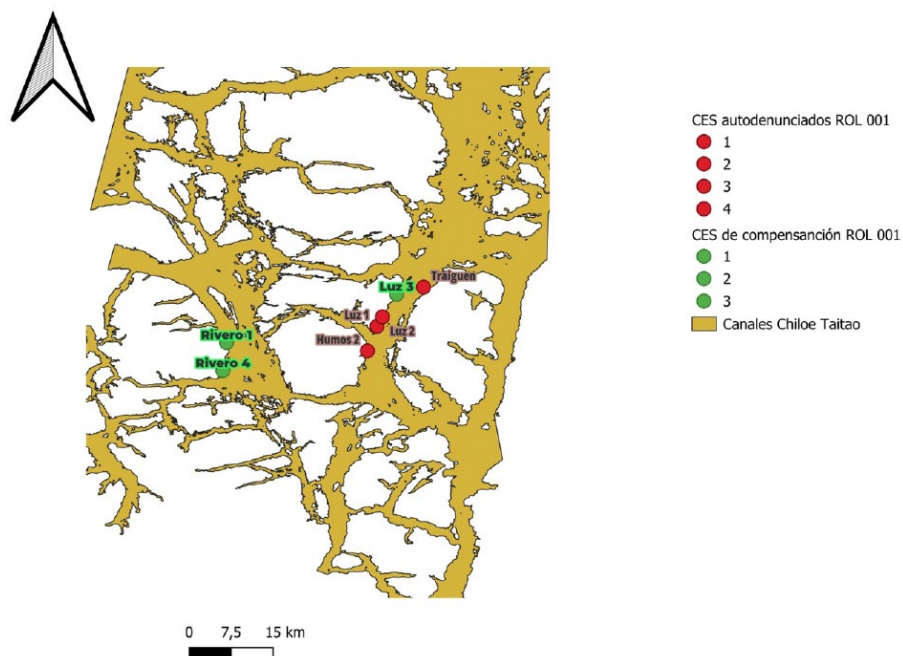 CES autodenunciados ROL 001
1
2
3
4
CES de compensanción ROL 001
1
2
3
Canales Chiloe Taitao
Traiguen
Luz 3
Luz 1
Luz 2
Humos 2
Rivero 1
Rivero 4
0 7,5 15 km